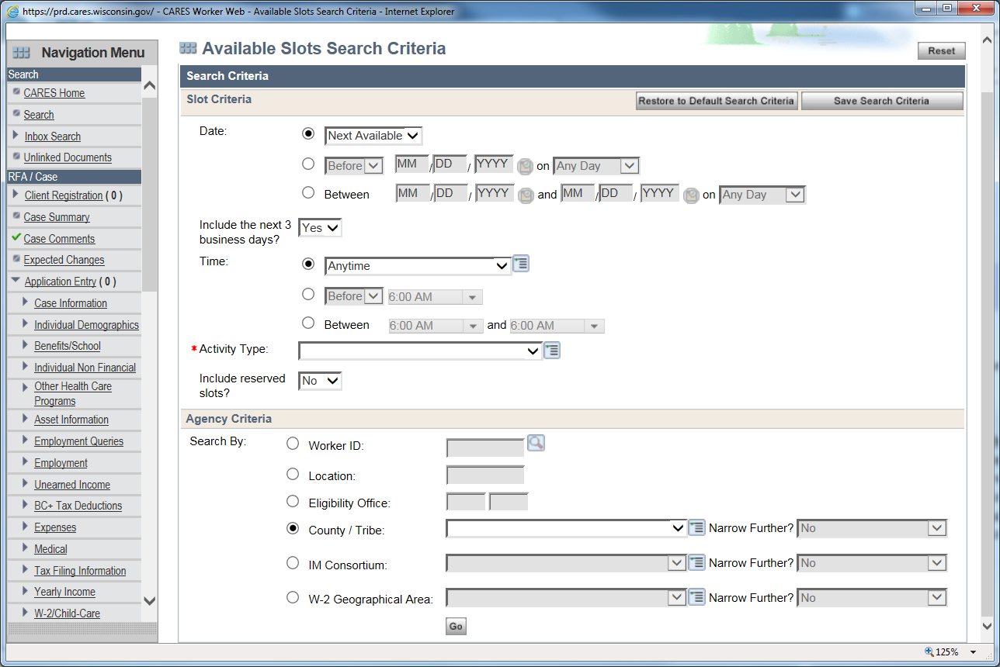 https://prd.cares.wisconsin.gov/ - CARES Worker Web - Available Slots Search Criteria - Internet Explorer
Navigation Menu
Search
CARES Home
Search
Inbox Search
Unlinked Documents
RFA / Case
Client Registration ( 0 )
Case Summary
Case Comments
Expected Changes
Application Entry ( 0 )
Case Information
Individual Demographics
Benefits/School
Individual Non Financial
Other Health Care
Programs
Asset Information
Employment Queries
Employment
Unearned Income
BC+ Tax Deductions
Expenses
Medical
Tax Filing Information
Yearly Income
W-2/Child-Care
Available Slots Search Criteria
Reset
Search Criteria
Slot Criteria Restore to Default Search Criteria Save Search Criteria
Date: Next Available
Before MM / DD / YYYY on Any Day
Between MM / DD / YYYY and MM / DD / YYYY on Any Day
Include the next 3
business days? Yes
Time: Anytime
Before 6:00 AM
Between 6:00 AM and 6:00 AM
* Activity Type:
Include reserved
slots? No
Agency Criteria
Search By: Worker ID:
Location:
Eligibility Office:
County / Tribe: Narrow Further? No
IM Consortium: Narrow Further? No
W-2 Geographical Area: Narrow Further? No
Go
125%